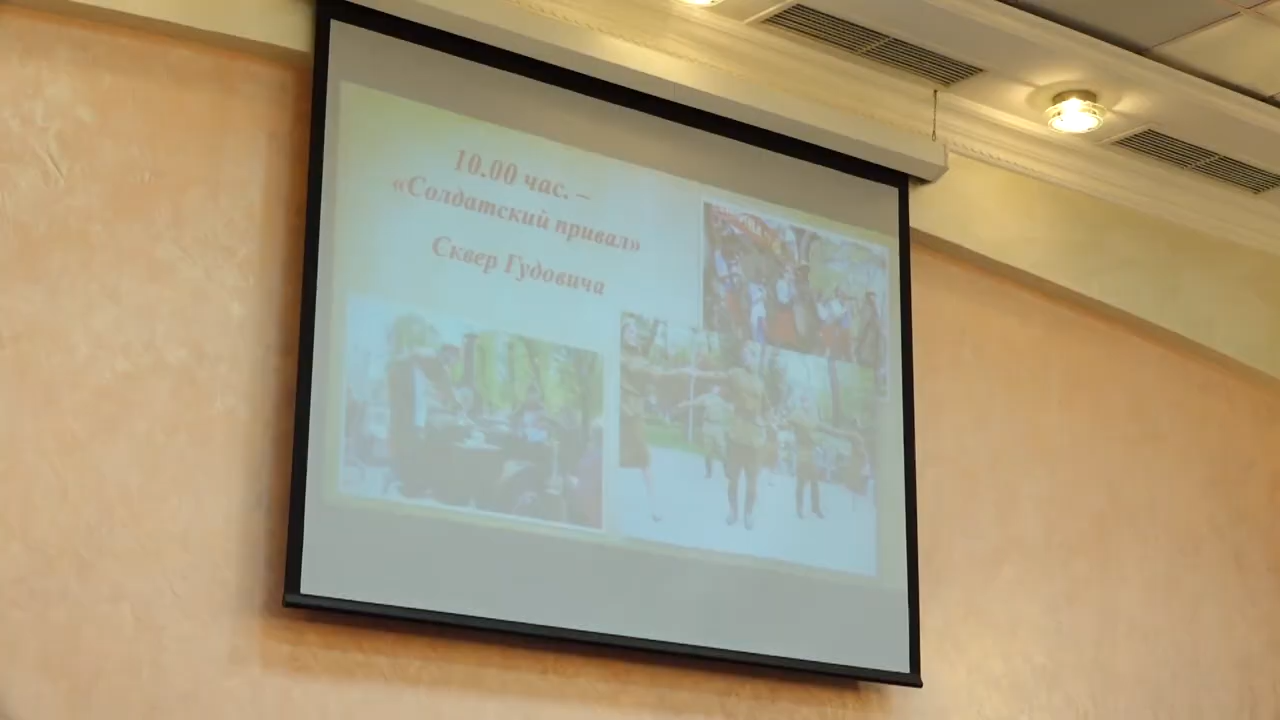 10.00 час. –
«Солдатский привал»
Сквер Гудовича